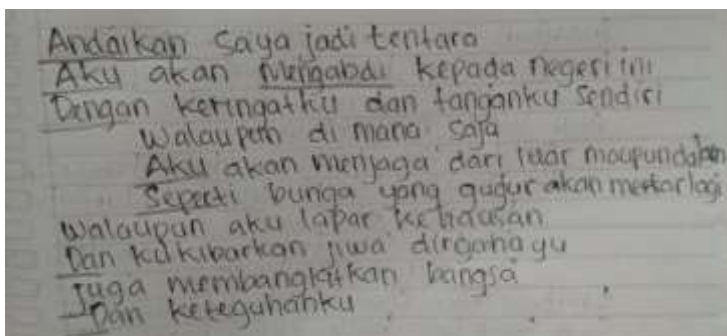 Andaikan saya jadi tentara
Aku akan Mengabdi kepada negeri ini
Dengan keringatku dan tanganku sendiri
Walaupun di mana saja
Aku akan menjaga dari luar maupundalam
Seperti bunga yang gugur akan mekar lagi
Walaupun aku lapar kehausan
Dan kukibarkan jiwa dirgahayu
Juga membangkitkan bangsa
Dan keteguhanku